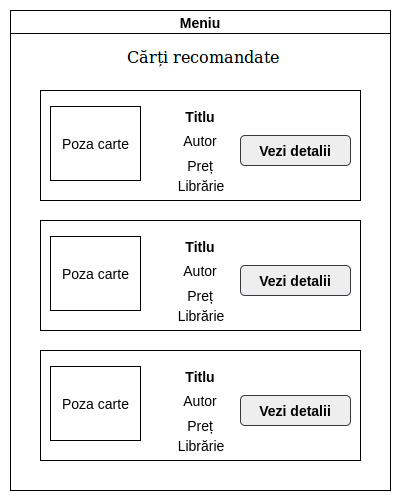 Meniu
Cărți recomandate
Poza carte
Titlu
Autor
Preț
Librărie
Vezi detalii
Poza carte
Titlu
Autor
Preț
Librărie
Vezi detalii
Poza carte
Titlu
Autor
Preț
Librărie
Vezi detalii